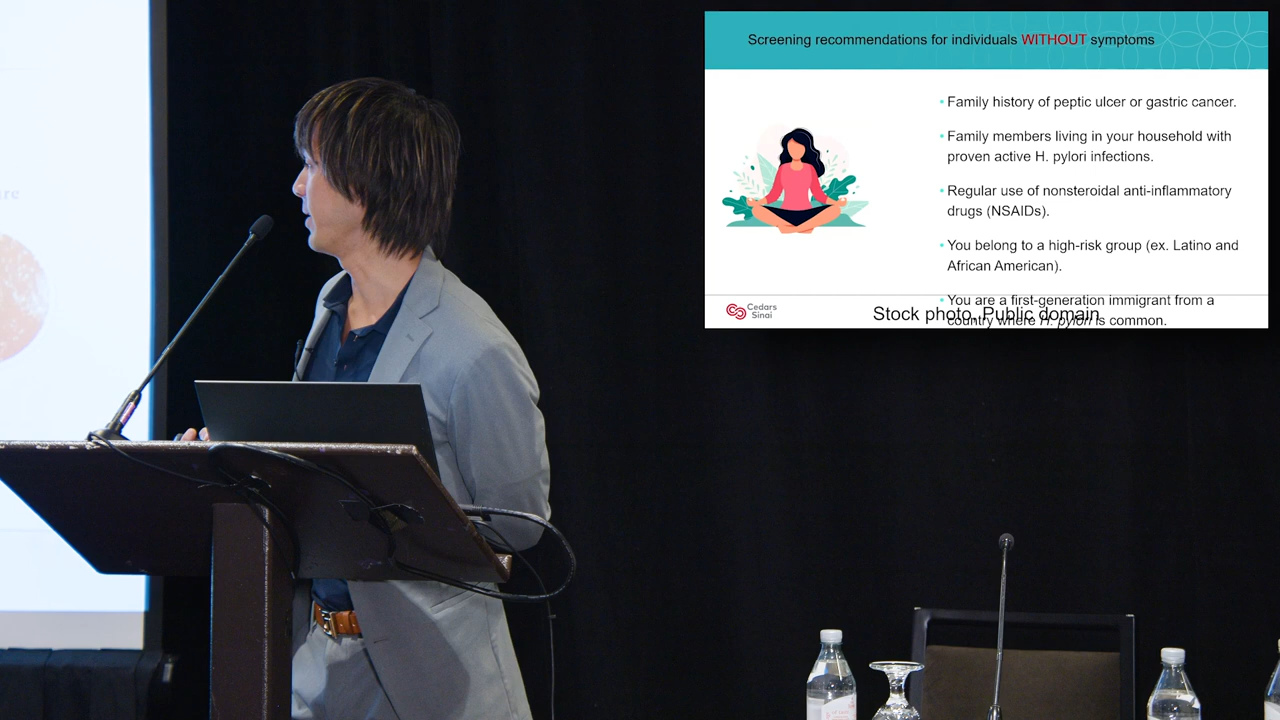 Screening recommendations for individuals WITHOUT symptoms
• Family history of peptic ulcer or gastric cancer.
• Family members living in your household with
proven active H. pylori infections.
• Regular use of nonsteroidal anti-inflammatory
drugs (NSAIDs).
• You belong to a high-risk group (ex. Latino and
African American).
• You are a first-generation immigrant from a
country where H. pylori is common.
Stock photo, Public domain
Cedars
Sinai